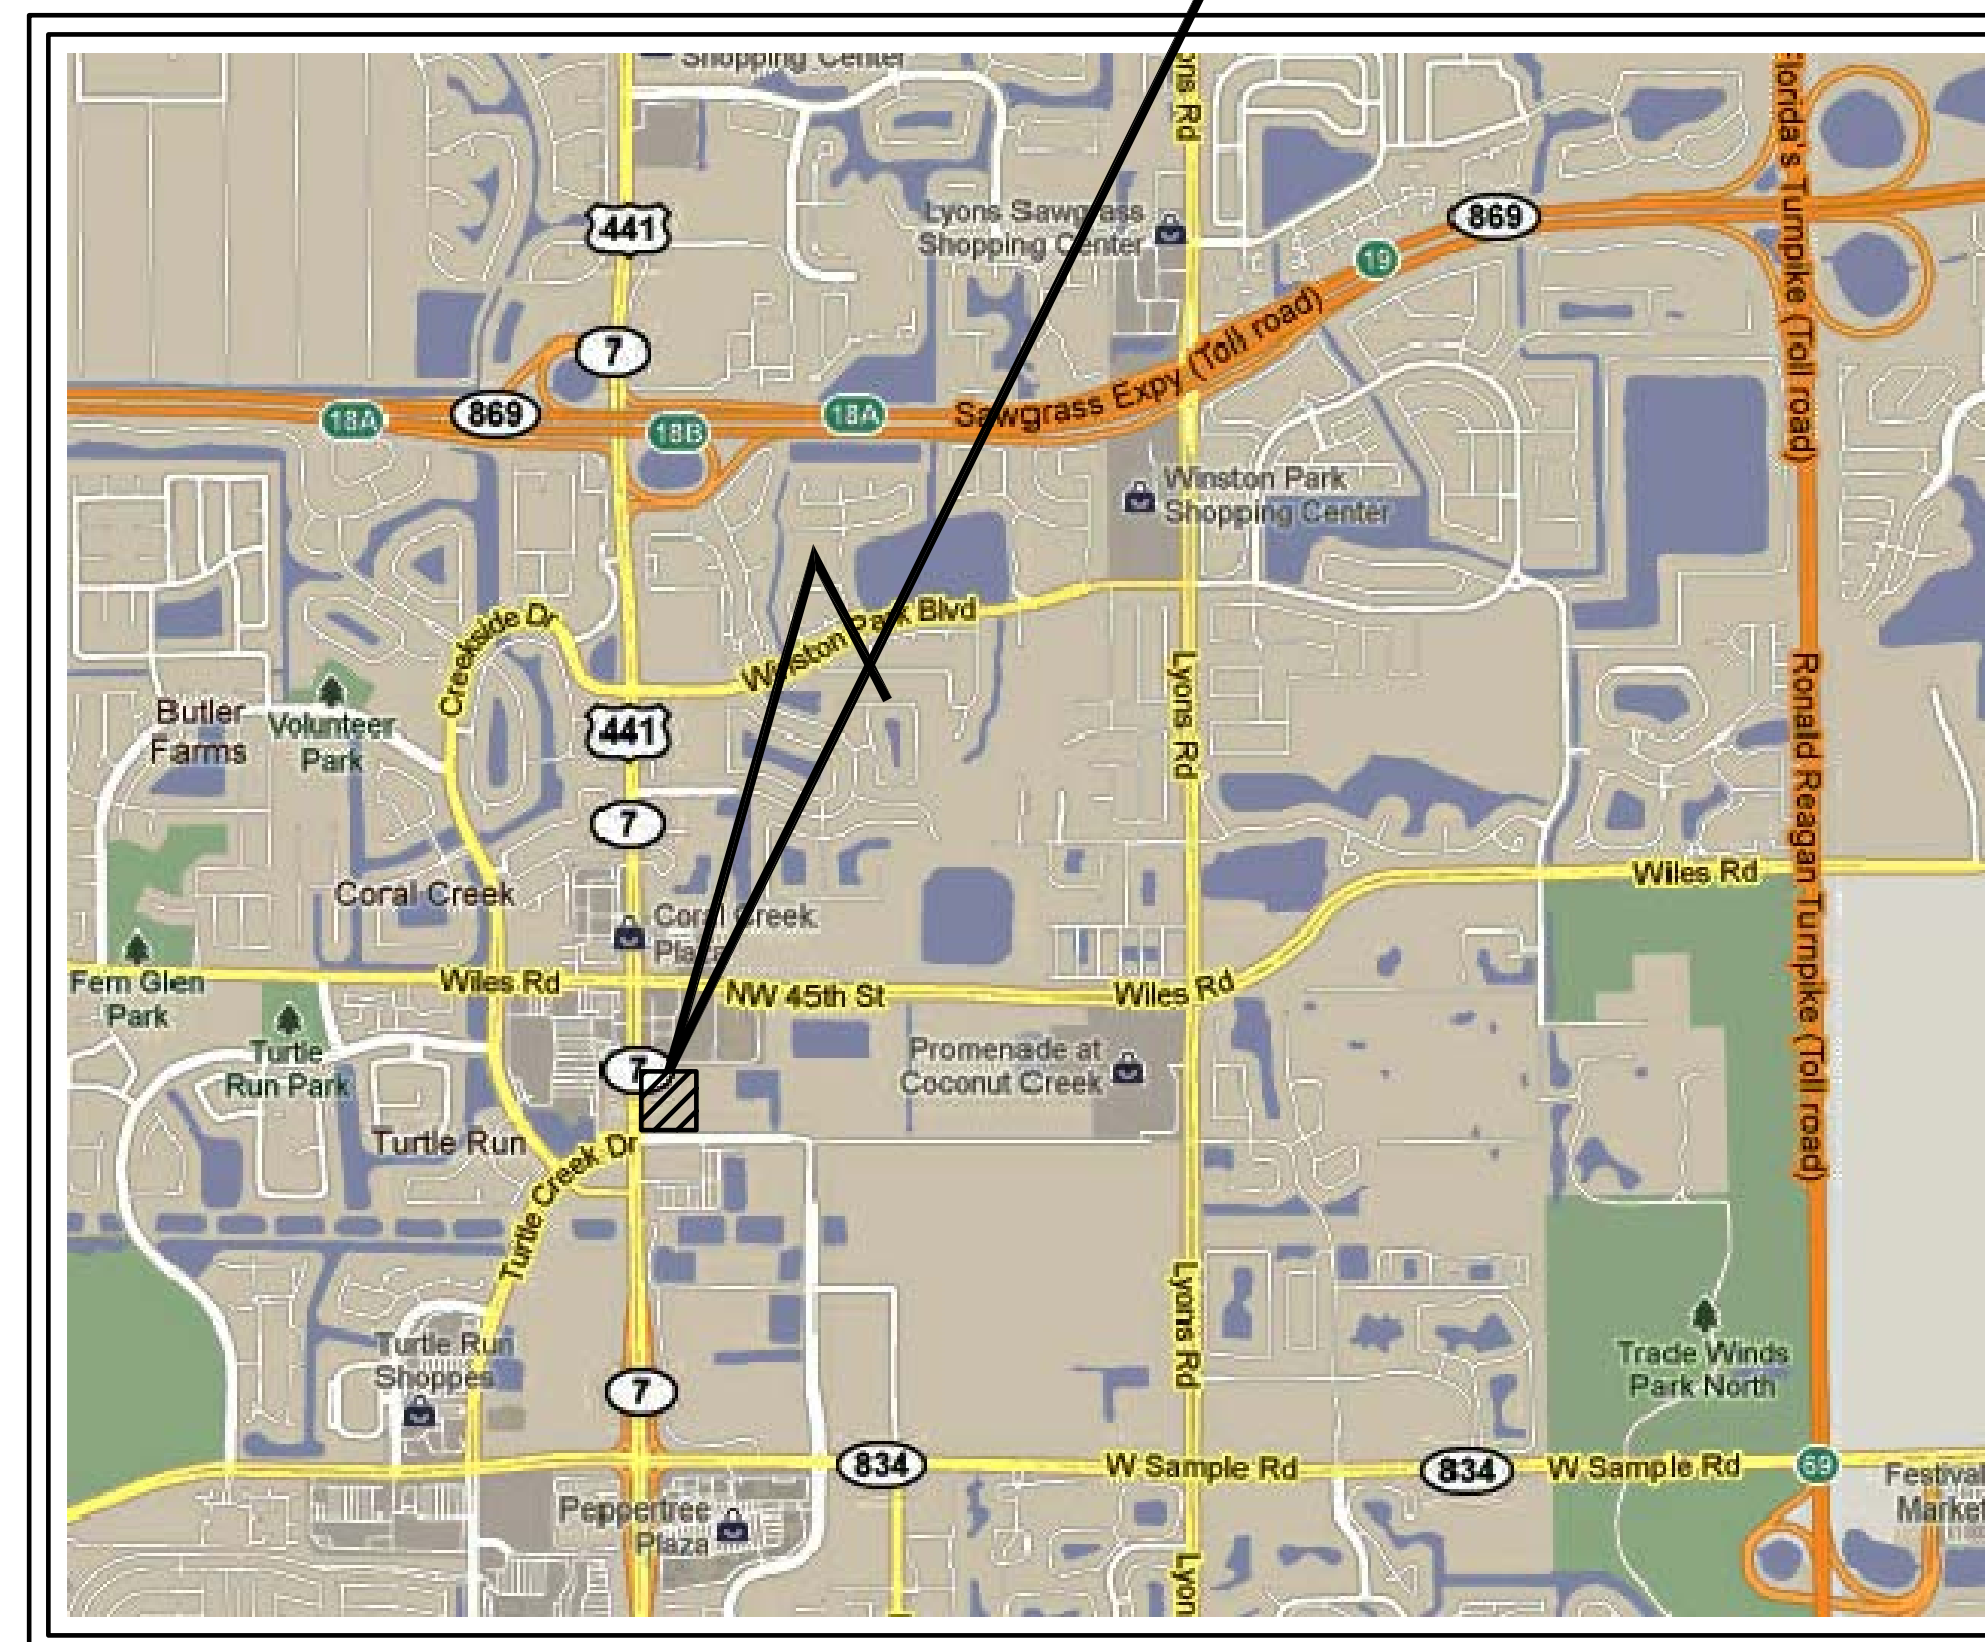 Shopping Center
ons Rd
Florida's Turnpike (Toll road)
441
Lyons Sawgrass
Shopping Center
869
19
7
Sawgrass Expy (Toll road)
18A
869
18B
18A
Winston Park
Shopping Center
Creekside Dr
Winston Park Blvd
Butler
Farms
Volunteer
Park
441
Lyons Rd
Ronald Reagan Turnpike (Toll road)
7
Wiles Rd
Coral Creek
Coral Creek
Plaza
Fern Glen
Park
Wiles Rd
NW 45th St
Wiles Rd
Turtle
Run Park
7
Promenade at
Coconut Creek
Turtle Run
Turtle Creek Dr
Lyons Rd
Turtle Run
Shoppes
7
Trade Winds
Park North
834
W Sample Rd
834
W Sample Rd
69
Festival
Market
Peppertree
Plaza
Lyon